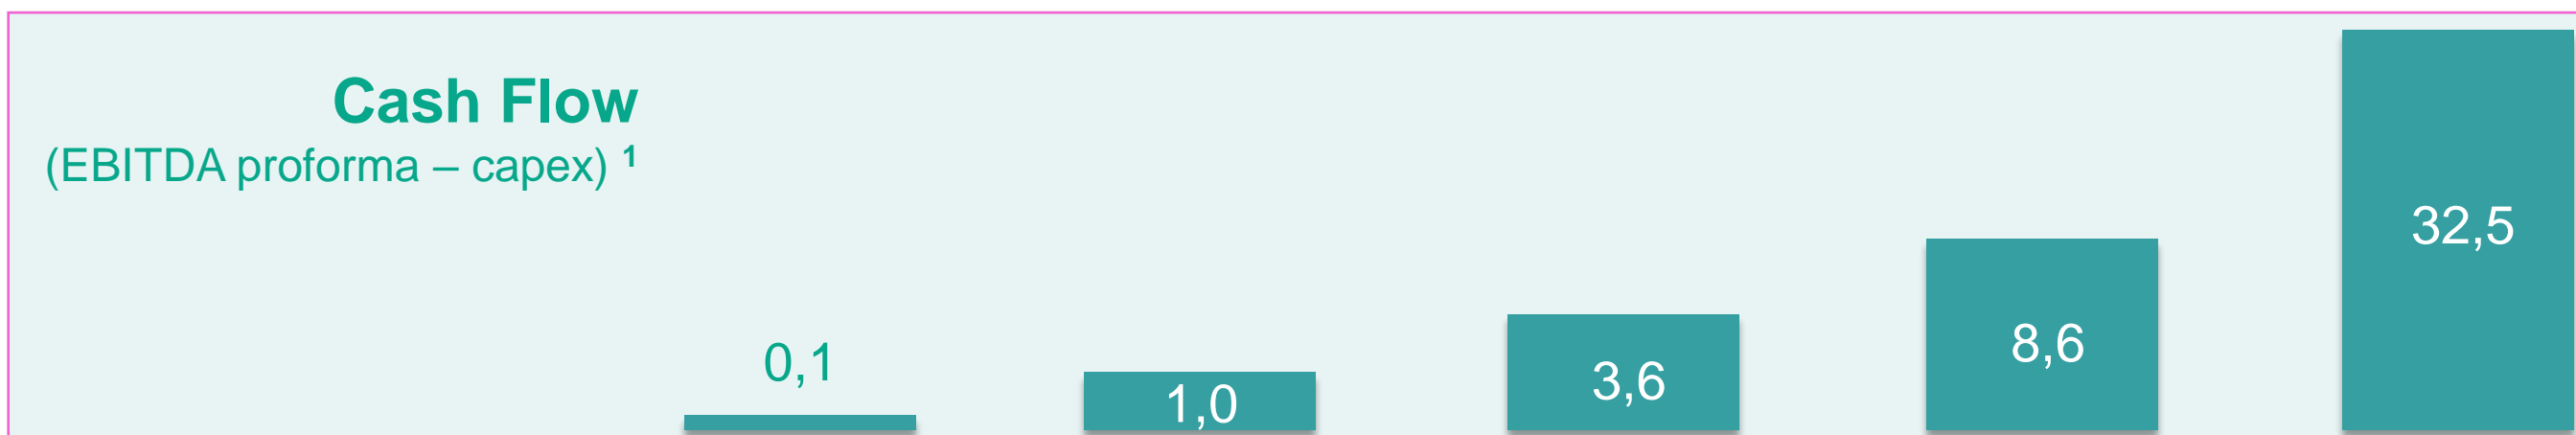 Cash Flow
(EBITDA proforma – capex) ¹
0,1
1,0
3,6
8,6
32,5